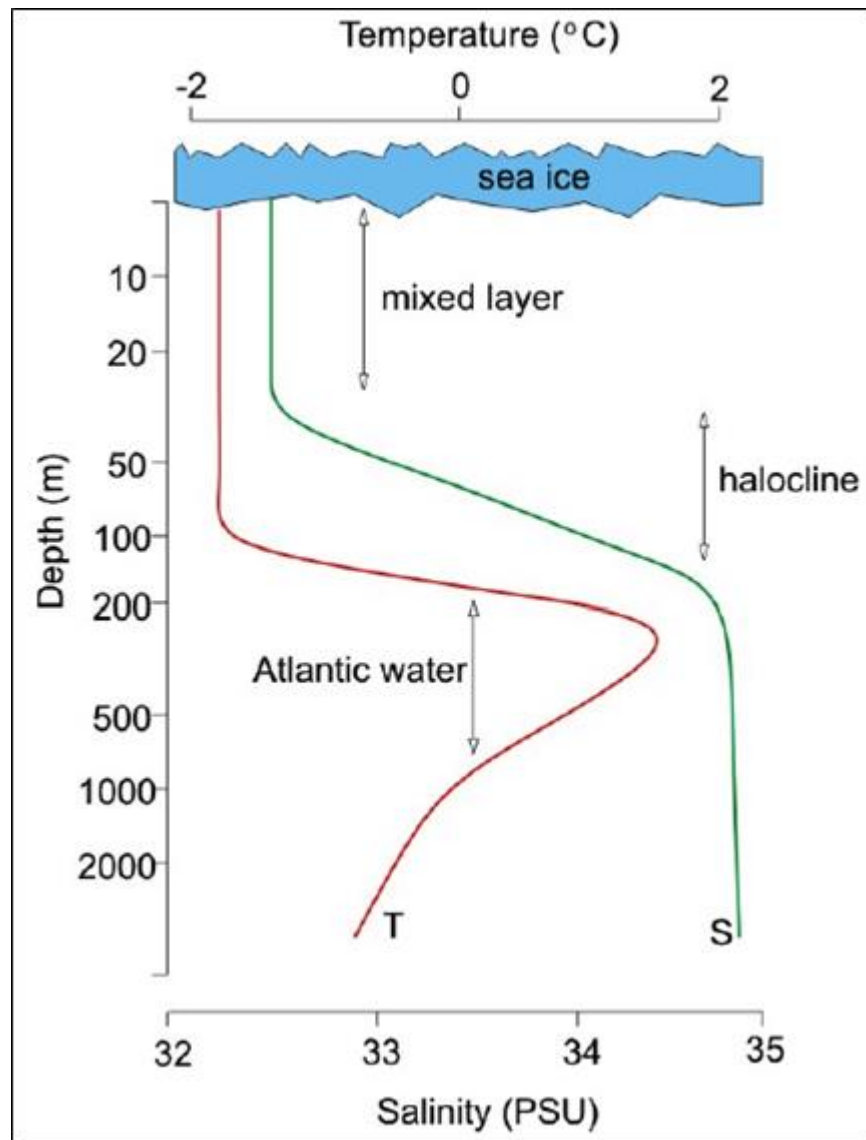 Temperature (°C)
-2 0 2
sea ice
10
mixed layer
20
50
halocline
100
Depth (m)
200
Atlantic water
500
1000
2000
T S
32 33 34 35
Salinity (PSU)